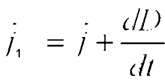 j₁ = j + dD/dt